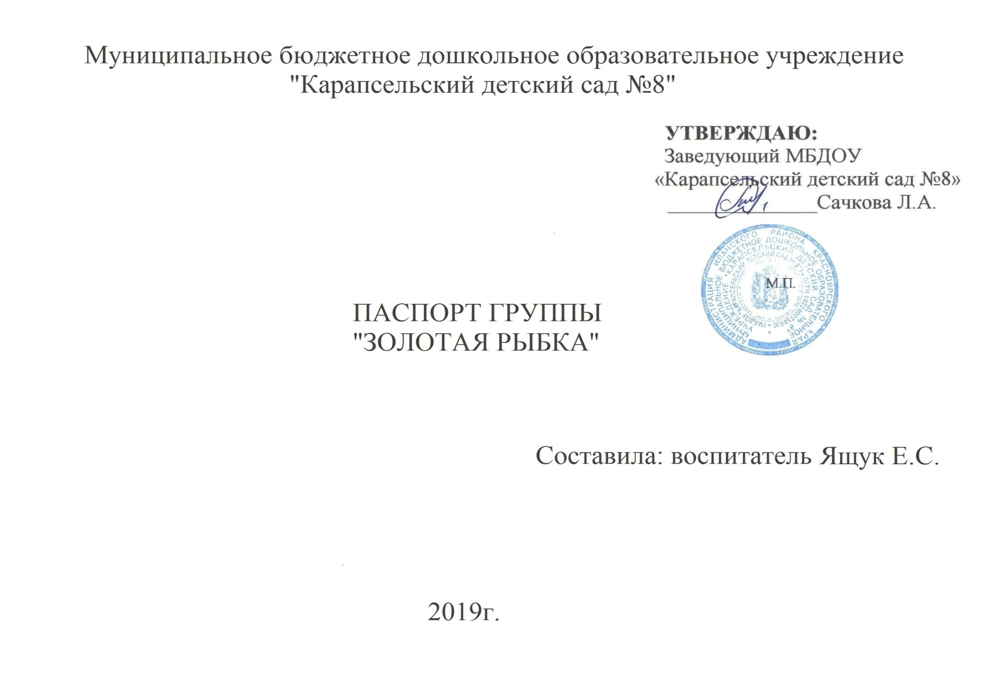 Муниципальное бюджетное дошкольное образовательное учреждение
"Карапсельский детский сад №8"
УТВЕРЖДАЮ:
Заведующий МБДОУ
«Карапсельский детский сад №8»
Сачкова Л.А.
АДМИНИСТРАЦИЯ ИЛАНСКОГО РАЙОНА КРАСНОЯРСКОГО КРАЯ
МУНИЦИПАЛЬНОЕ БЮДЖЕТНОЕ ДОШКОЛЬНОЕ ОБРАЗОВАТЕЛЬНОЕ
УЧРЕЖДЕНИЕ "КАРАПСЕЛЬСКИЙ ДЕТСКИЙ САД № 8"
(МБДОУ "КАРАПСЕЛЬСКИЙ ДЕТСКИЙ САД № 8") * ОГРН 1022400758930 *
М.П.
ПАСПОРТ ГРУППЫ
"ЗОЛОТАЯ РЫБКА"
Составила: воспитатель Ящук Е.С.
2019г.